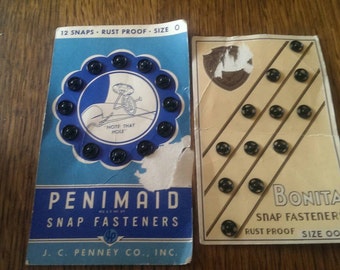 12 SNAPS - RUST PROOF - SIZE 0
"NOTE THAT
HOLE"
PENIMAID
SNAP FASTENERS
J. C. PENNEY CO., INC.
BONITA
SNAP FASTENERS
RUST PROOF SIZE 00